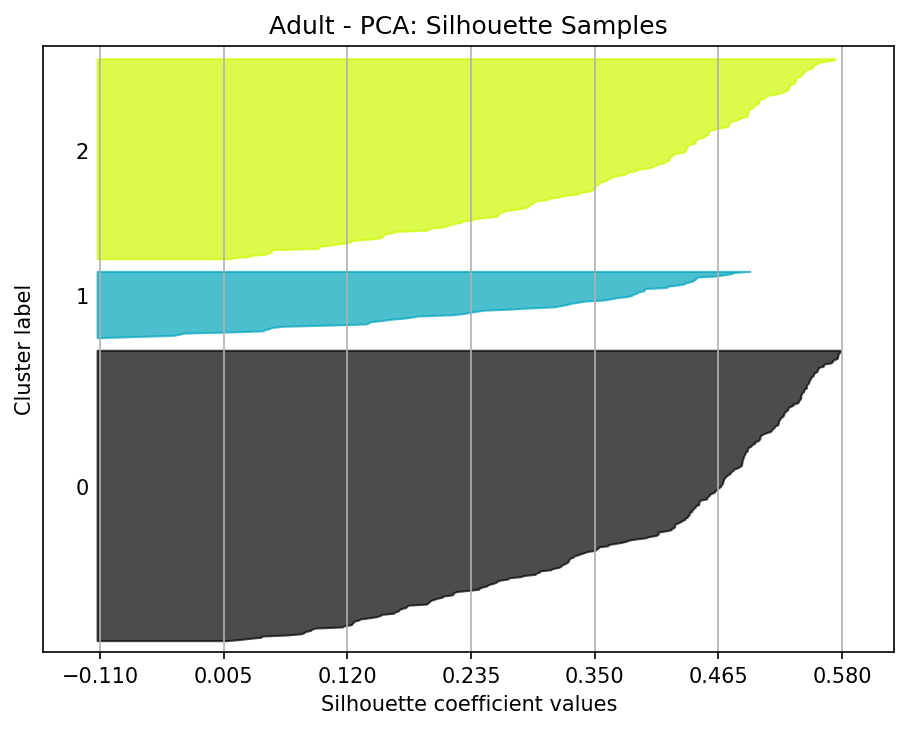 Adult - PCA: Silhouette Samples
2
1
0
Cluster label
−0.110 0.005 0.120 0.235 0.350 0.465 0.580
Silhouette coefficient values